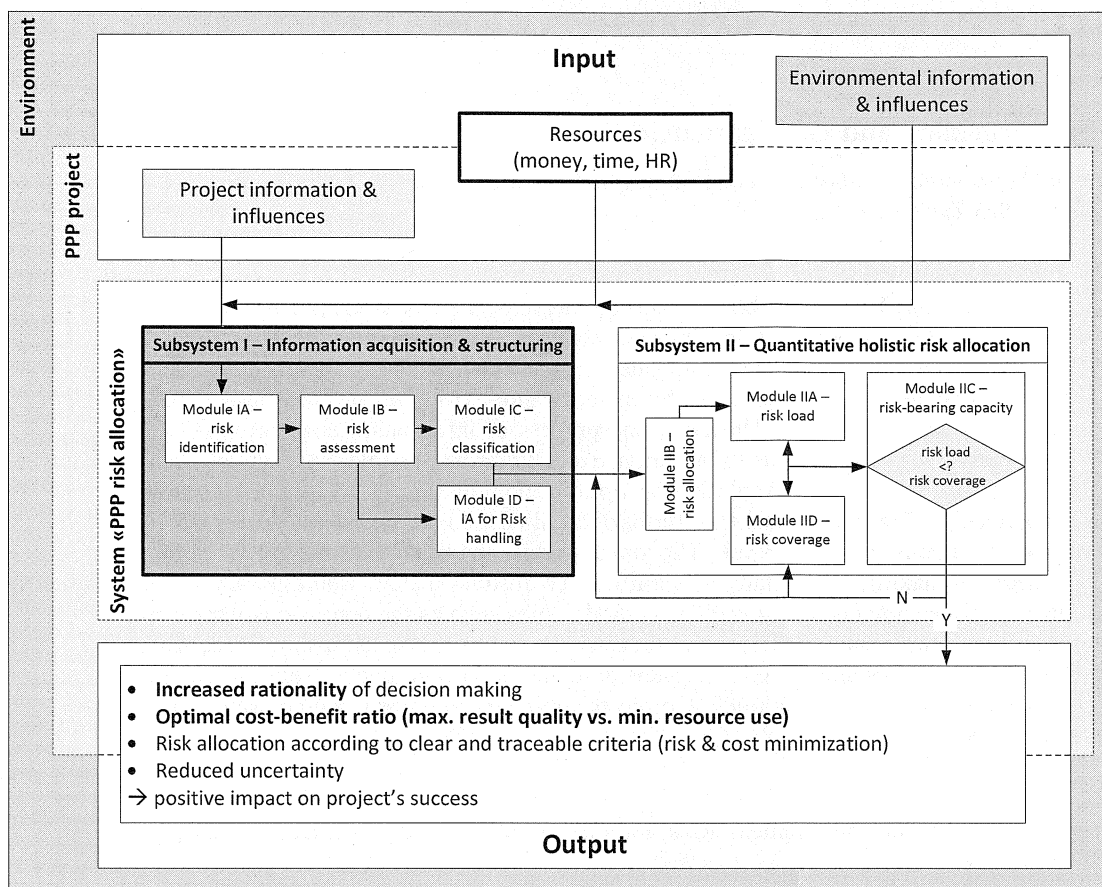 Environment
Input
Environmental information
& influences
Resources
(money, time, HR)
PPP project
Project information &
influences
System «PPP risk allocation»
Subsystem I – Information acquisition & structuring
Module IA –
risk
identification
Module IB –
risk
assessment
Module IC –
risk
classification
Module ID –
IA for Risk
handling
Subsystem II – Quantitative holistic risk allocation
Module IIB –
risk allocation
Module IIA –
risk load
Module IID –
risk coverage
Module IIC –
risk-bearing capacity
risk load
<?
risk coverage
N
Y
• Increased rationality of decision making
• Optimal cost-benefit ratio (max. result quality vs. min. resource use)
• Risk allocation according to clear and traceable criteria (risk & cost minimization)
• Reduced uncertainty
→ positive impact on project’s success
Output